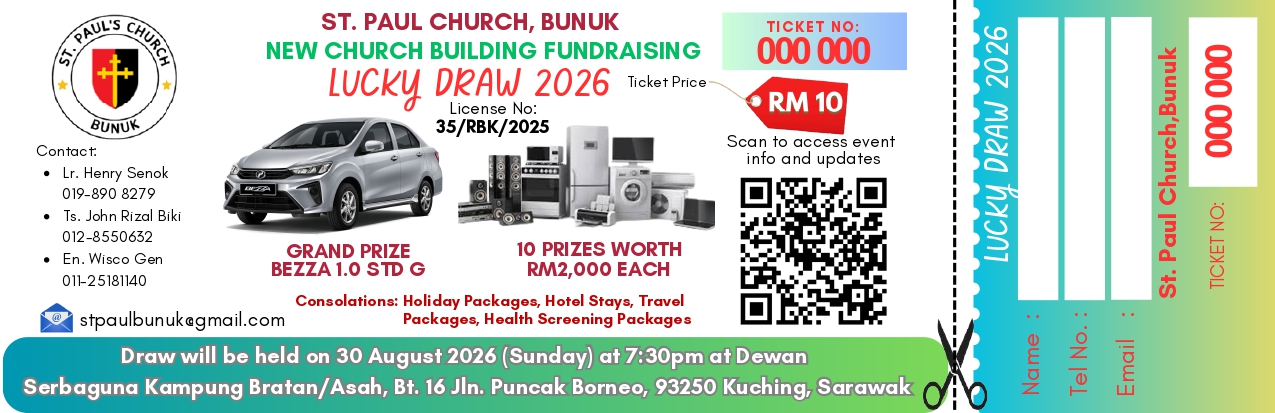 ST. PAUL'S CHURCH
BUNUK
Contact:
• Lr. Henry Senok
019-890 8279
• Ts. John Rizal Biki
012-8550632
• En. Wisco Gen
011-25181140
stpaulbunuk@gmail.com
ST. PAUL CHURCH, BUNUK
NEW CHURCH BUILDING FUNDRAISING
LUCKY DRAW 2026
License No:
35/RBK/2025
BEZZA
GRAND PRIZE
BEZZA 1.0 STD G
10 PRIZES WORTH
RM2,000 EACH
Consolations: Holiday Packages, Hotel Stays, Travel
Packages, Health Screening Packages
TICKET NO:
000 000
Ticket Price
RM 10
Scan to access event
info and updates
Draw will be held on 30 August 2026 (Sunday) at 7:30pm at Dewan
Serbaguna Kampung Bratan/Asah, Bt. 16 Jln. Puncak Borneo, 93250 Kuching, Sarawak
LUCKY DRAW 2026
Name :
Tel No. :
Email :
St. Paul Church,Bunuk
TICKET NO:
000 000